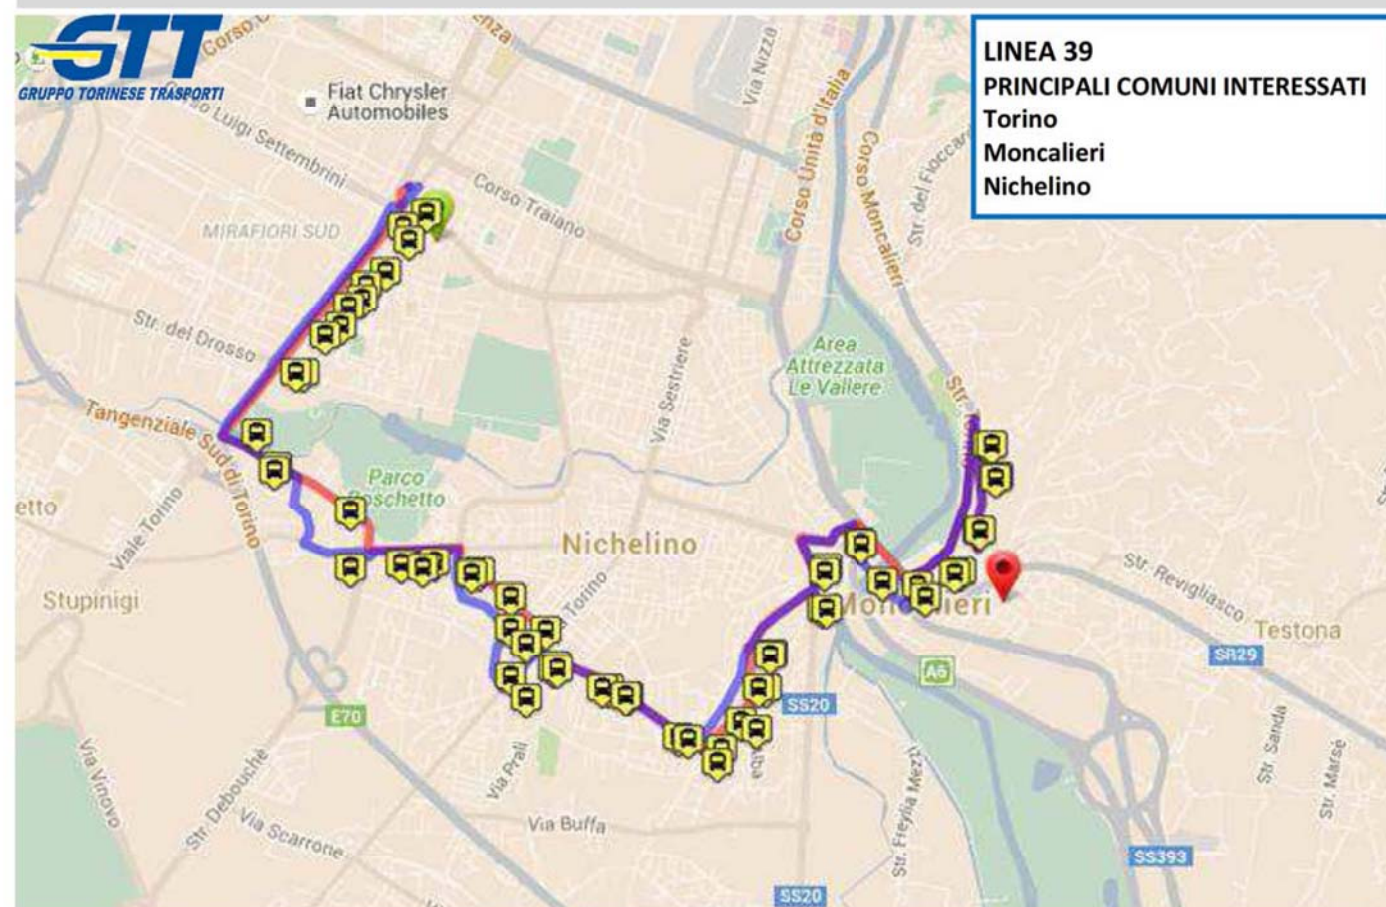 GTT
GRUPPO TORINESE TRASPORTI
LINEA 39
PRINCIPALI COMUNI INTERESSATI
Torino
Moncalieri
Nichelino
Fiat Chrysler
Automobiles
Luigi Settembrini
Corso Traiano
MIRAFIORI SUD
Via Nizza
Corso Unità d'Italia
Corso Moncalieri
Str. del Drosso
Area
Attrezzata
Le Vallere
Via Sestriere
Tangenziale Sud di Torino
Parco
Viale Torino
Nichelino
Torino
Stupinigi
Str. Revigliasco
Testona
SR29
A6
SS20
E70
Via Prali
Str. Debouchè
Via Vinovo
Via Scarrone
Via Buffa
Str. Sanda
Str. Marsè
SS393
SS20